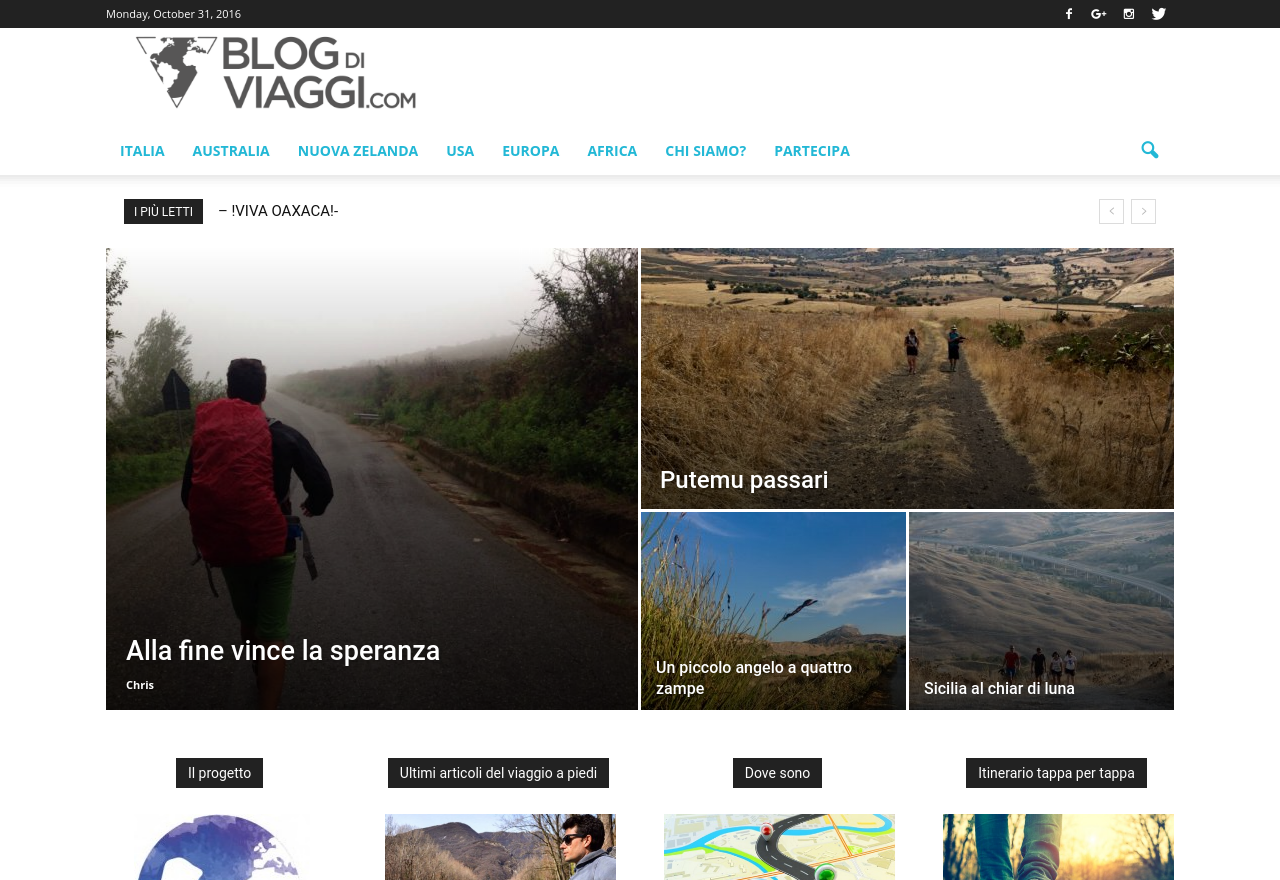 Monday, October 31, 2016
BLOG DI
VIAGGI.COM
ITALIA AUSTRALIA NUOVA ZELANDA USA EUROPA AFRICA CHI SIAMO? PARTECIPA
I PIÙ LETTI – !VIVA OAXACA!-
Putemu passari
Alla fine vince la speranza
Chris
Un piccolo angelo a quattro
zampe
Sicilia al chiar di luna
Il progetto Ultimi articoli del viaggio a piedi Dove sono Itinerario tappa per tappa